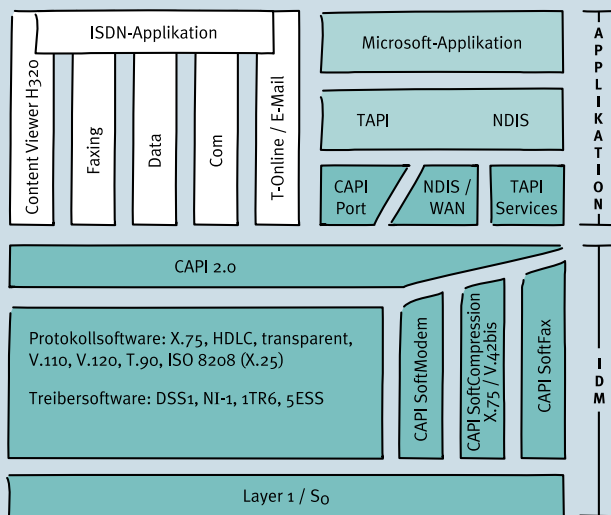 ISDN-Applikation
Content Viewer H320
Faxing
Data
Com
T-Online / E-Mail
Microsoft-Applikation
TAPI NDIS
CAPI
Port
NDIS /
WAN
TAPI
Services
APPLIKATION
CAPI 2.0
Protokollsoftware: X.75, HDLC, transparent,
V.110, V.120, T.90, ISO 8208 (X.25)
Treibersoftware: DSS1, NI-1, 1TR6, 5ESS
CAPI SoftModem
CAPI SoftCompression
X.75 / V.42bis
CAPI SoftFax
IDM
Layer 1 / S0